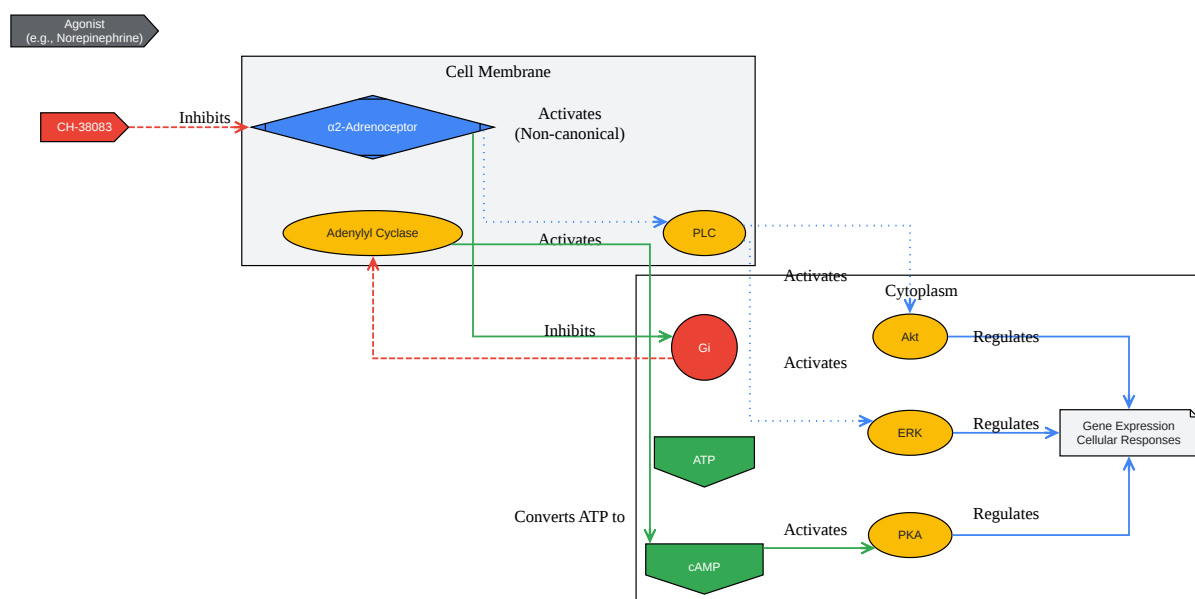 Agonist
(e.g., Norepinephrine)
Cell Membrane
CH-38083
Inhibits
α2-Adrenoceptor
Activates
(Non-canonical)
Adenylyl Cyclase
Activates
PLC
Activates
Cytoplasm
Inhibits
Gi
Akt
Regulates
Activates
ERK
Regulates
Gene Expression
Cellular Responses
ATP
Converts ATP to
cAMP
Activates
PKA
Regulates